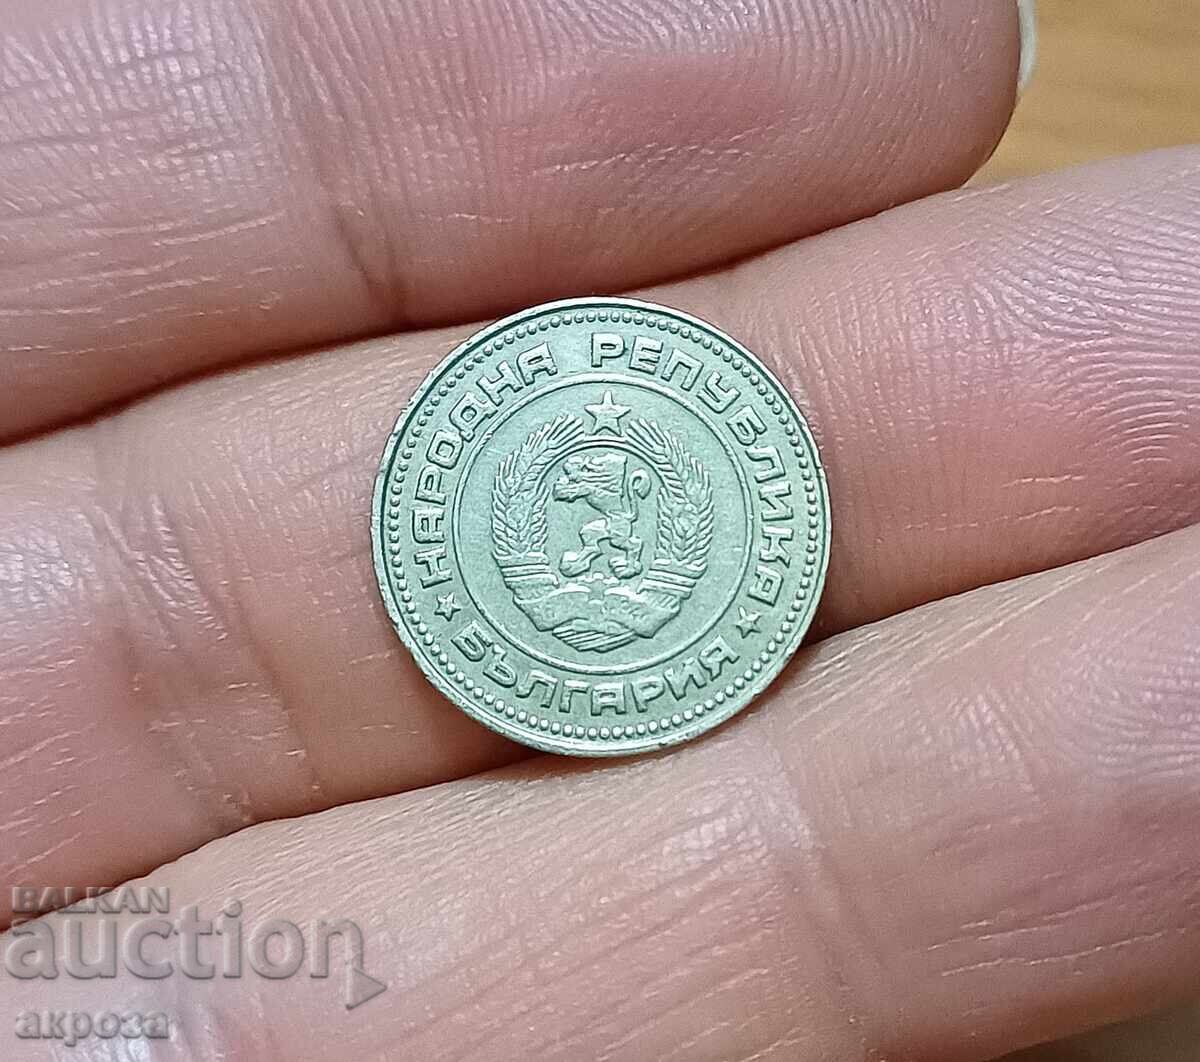 НАРОДНА РЕПУБЛИКА
★ БЪЛГАРИЯ ★
BALKAN
auction
акроза